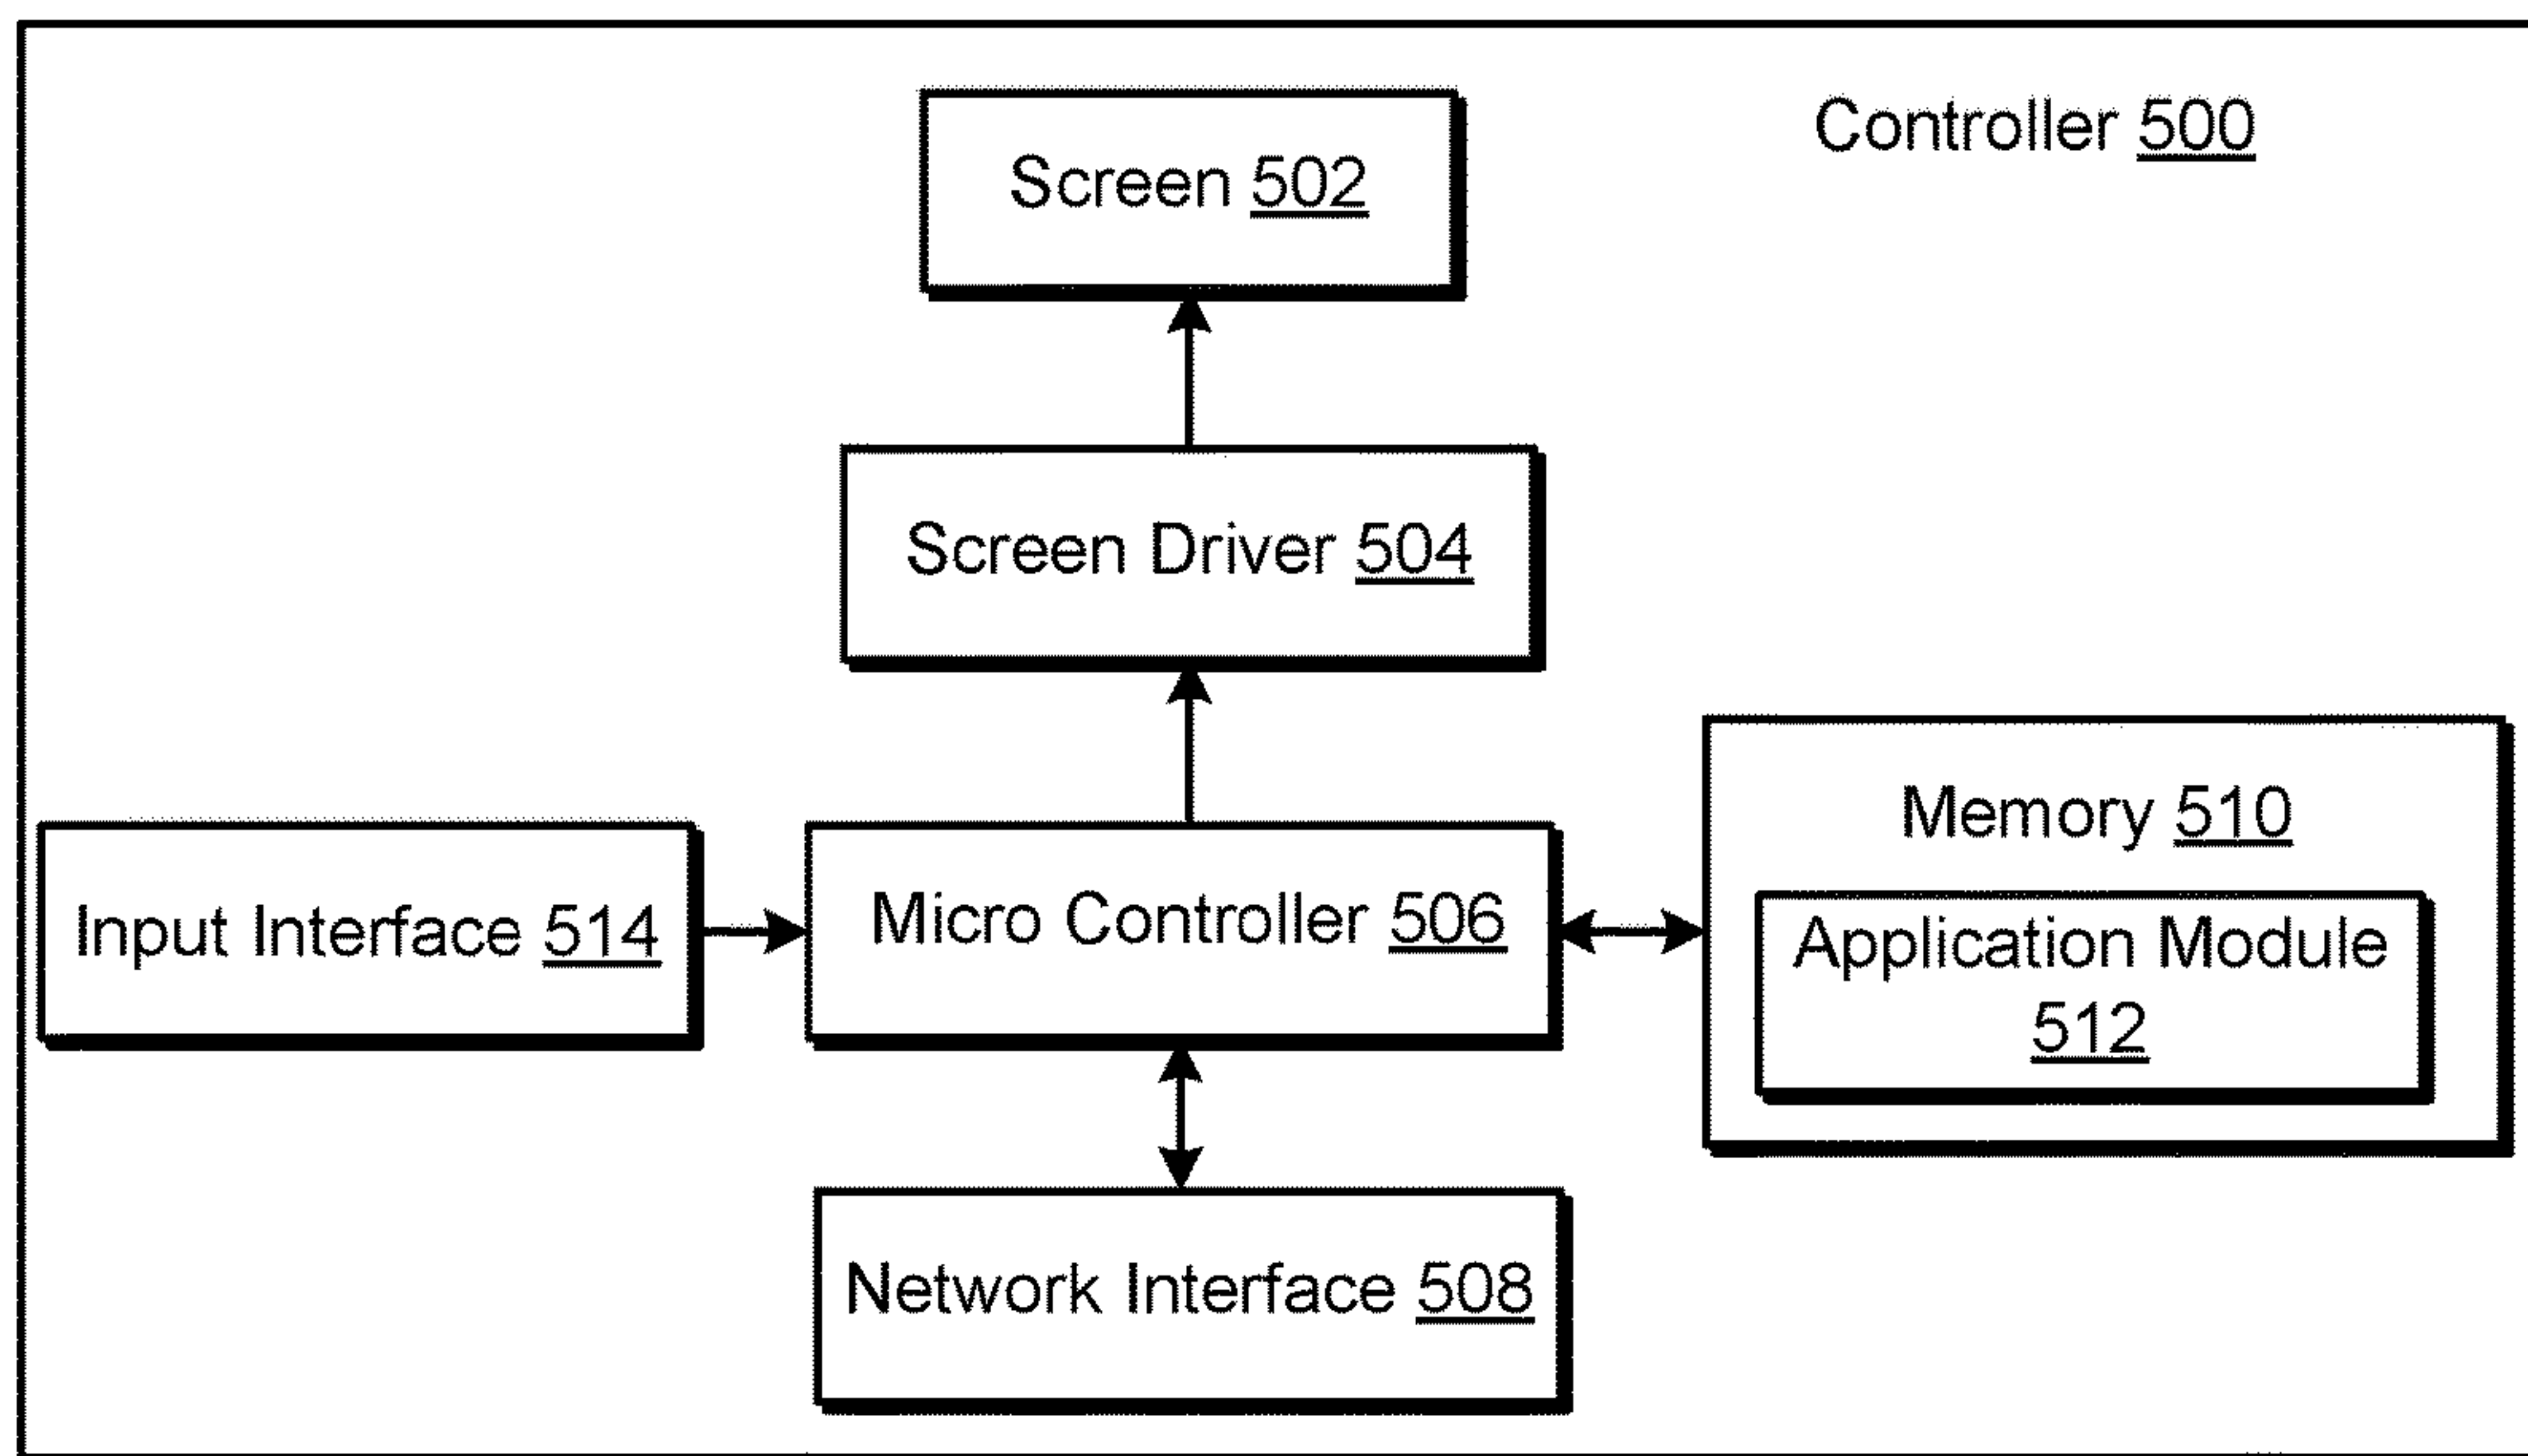 Controller 500
Screen 502
Screen Driver 504
Memory 510
Input Interface 514
Micro Controller 506
Application Module
512
Network Interface 508